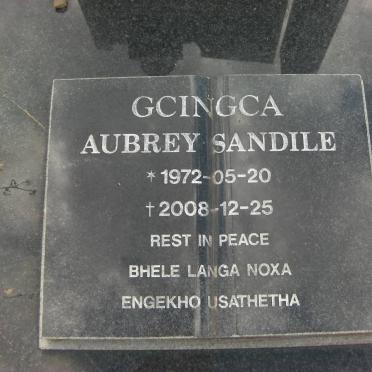 GCINGCA
AUBREY SANDILE
* 1972-05-20
† 2008-12-25
REST IN PEACE
BHELE LANGA NOXA
ENGEKHO USATHETHA